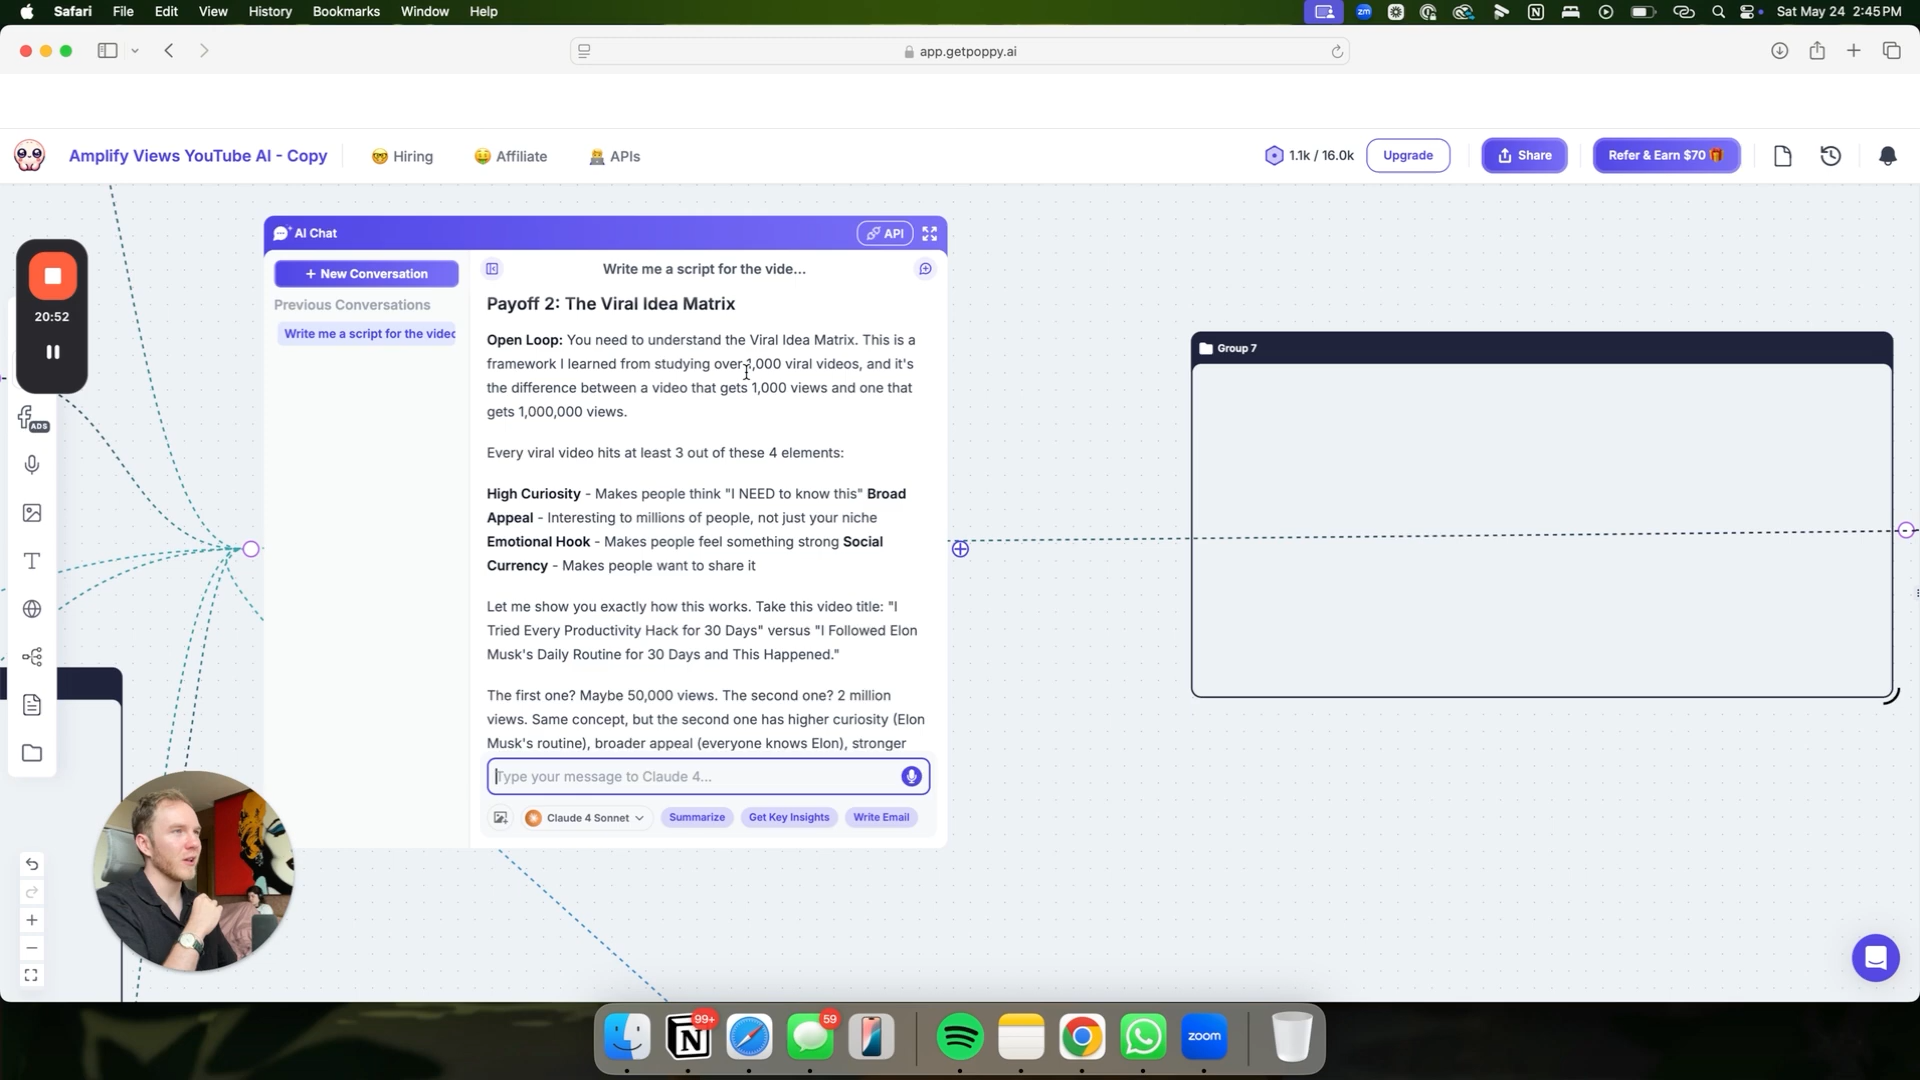 Safari File Edit View History Bookmarks Window Help
zm
Sat May 24 2:45 PM
app.getpoppy.ai
Amplify Views YouTube AI - Copy
Hiring
Affiliate
APIs
1.1k / 16.0k
Upgrade
Share
Refer & Earn $70
20:52
ADS
AI Chat
API
+ New Conversation
Previous Conversations
Write me a script for the video
Write me a script for the vide...
Payoff 2: The Viral Idea Matrix
Open Loop: You need to understand the Viral Idea Matrix. This is a
framework I learned from studying over 1,000 viral videos, and it's
the difference between a video that gets 1,000 views and one that
gets 1,000,000 views.
Every viral video hits at least 3 out of these 4 elements:
High Curiosity - Makes people think "I NEED to know this" Broad
Appeal - Interesting to millions of people, not just your niche
Emotional Hook - Makes people feel something strong Social
Currency - Makes people want to share it
Let me show you exactly how this works. Take this video title: "I
Tried Every Productivity Hack for 30 Days" versus "I Followed Elon
Musk's Daily Routine for 30 Days and This Happened."
The first one? Maybe 50,000 views. The second one? 2 million
views. Same concept, but the second one has higher curiosity (Elon
Musk's routine), broader appeal (everyone knows Elon), stronger
Type your message to Claude 4...
Claude 4 Sonnet
Summarize
Get Key Insights
Write Email
Group 7
99+
59
zoom